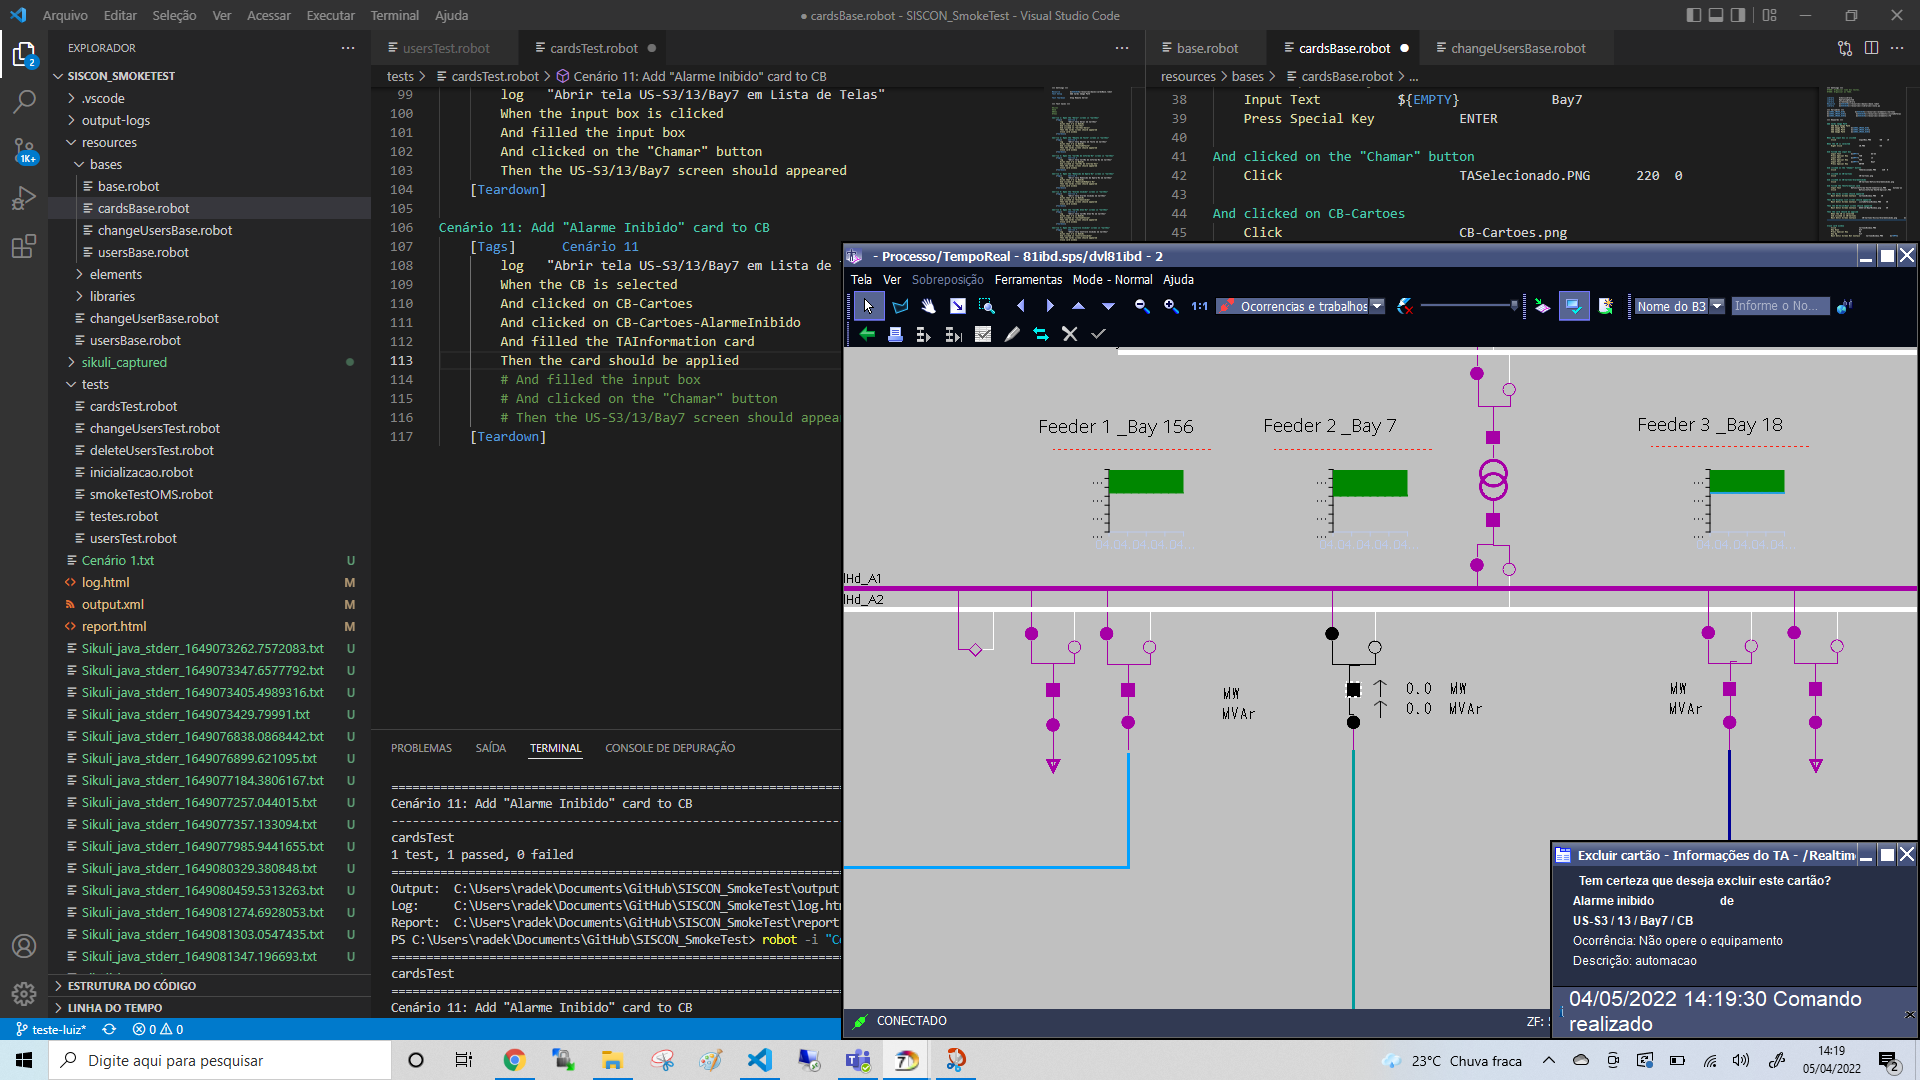 Arquivo Editar Seleção Ver Acessar Executar Terminal Ajuda
● cardsBase.robot - SISCON_SmokeTest - Visual Studio Code
EXPLORADOR
SISCON_SMOKETEST
.vscode
output-logs
resources
bases
base.robot
cardsBase.robot
changeUsersBase.robot
usersBase.robot
elements
libraries
changeUserBase.robot
usersBase.robot
sikuli_captured
tests
cardsTest.robot
changeUsersTest.robot
deleteUsersTest.robot
inicializacao.robot
smokeTestOMS.robot
testes.robot
usersTest.robot
Cenário 1.txt U
log.html M
output.xml M
report.html M
Sikuli_java_stderr_1649073262.7572083.txt U
Sikuli_java_stderr_1649073347.6577792.txt U
Sikuli_java_stderr_1649073405.4989316.txt U
Sikuli_java_stderr_1649073429.79991.txt U
Sikuli_java_stderr_1649076838.0868442.txt U
Sikuli_java_stderr_1649076899.621095.txt U
Sikuli_java_stderr_1649077184.3806167.txt U
Sikuli_java_stderr_1649077257.044015.txt U
Sikuli_java_stderr_1649077357.133094.txt U
Sikuli_java_stderr_1649077985.9441655.txt U
Sikuli_java_stderr_1649080329.380848.txt U
Sikuli_java_stderr_1649080459.5313263.txt U
Sikuli_java_stderr_1649081274.6928053.txt U
Sikuli_java_stderr_1649081303.0547435.txt U
Sikuli_java_stderr_1649081347.196693.txt U
ESTRUTURA DO CÓDIGO
LINHA DO TEMPO
2
1K+
usersTest.robot cardsTest.robot
tests > cardsTest.robot > Cenário 11: Add "Alarme Inibido" card to CB
99 log "Abrir tela US-S3/13/Bay7 em Lista de Telas"
100 When the input box is clicked
101 And filled the input box
102 And clicked on the "Chamar" button
103 Then the US-S3/13/Bay7 screen should appeared
104 [Teardown]
105
106 Cenário 11: Add "Alarme Inibido" card to CB
107 [Tags] Cenário 11
108 log "Abrir tela US-S3/13/Bay7 em Lista de
109 When the CB is selected
110 And clicked on CB-Cartoes
111 And clicked on CB-Cartoes-AlarmeInibido
112 And filled the TAInformation card
113 Then the card should be applied
114 # And filled the input box
115 # And clicked on the "Chamar" button
116 # Then the US-S3/13/Bay7 screen should appear
117 [Teardown]
base.robot cardsBase.robot changeUsersBase.robot
resources > bases > cardsBase.robot > ...
38 Input Text ${EMPTY} Bay7
39 Press Special Key ENTER
40
41 And clicked on the "Chamar" button
42 Click TASelecionado.PNG 220 0
43
44 And clicked on CB-Cartoes
45 Click CB-Cartoes.png
PROBLEMAS SAÍDA TERMINAL CONSOLE DE DEPURAÇÃO
Cenário 11: Add "Alarme Inibido" card to CB
cardsTest
1 test, 1 passed, 0 failed
Output: C:\Users\radek\Documents\GitHub\SISCON_SmokeTest\output
Log: C:\Users\radek\Documents\GitHub\SISCON_SmokeTest\log.ht
Report: C:\Users\radek\Documents\GitHub\SISCON_SmokeTest\report
PS C:\Users\radek\Documents\GitHub\SISCON_SmokeTest> robot -i "C
cardsTest
Cenário 11: Add "Alarme Inibido" card to CB
teste-luiz* 0 0
- Processo/TempoReal - 81ibd.sps/dvl81ibd - 2
Tela Ver Sobreposição Ferramentas Mode - Normal Ajuda
1:1 Ocorrencias e trabalhos Nome do B3 Informe o No...
Feeder 1 _Bay 156
Feeder 2 _Bay 7
Feeder 3 _Bay 18
lHd_A1
lHd_A2
MW
MVAr
0.0 MW
0.0 MVAr
MW
MVAr
CONECTADO
ZF:
Excluir cartão - Informações do TA - /Realtim
Tem certeza que deseja excluir este cartão?
Alarme inibido de
US-S3 / 13 / Bay7 / CB
Ocorrência: Não opere o equipamento
Descrição: automacao
04/05/2022 14:19:30 Comando
realizado
Digite aqui para pesquisar
23°C Chuva fraca
14:19
05/04/2022
2